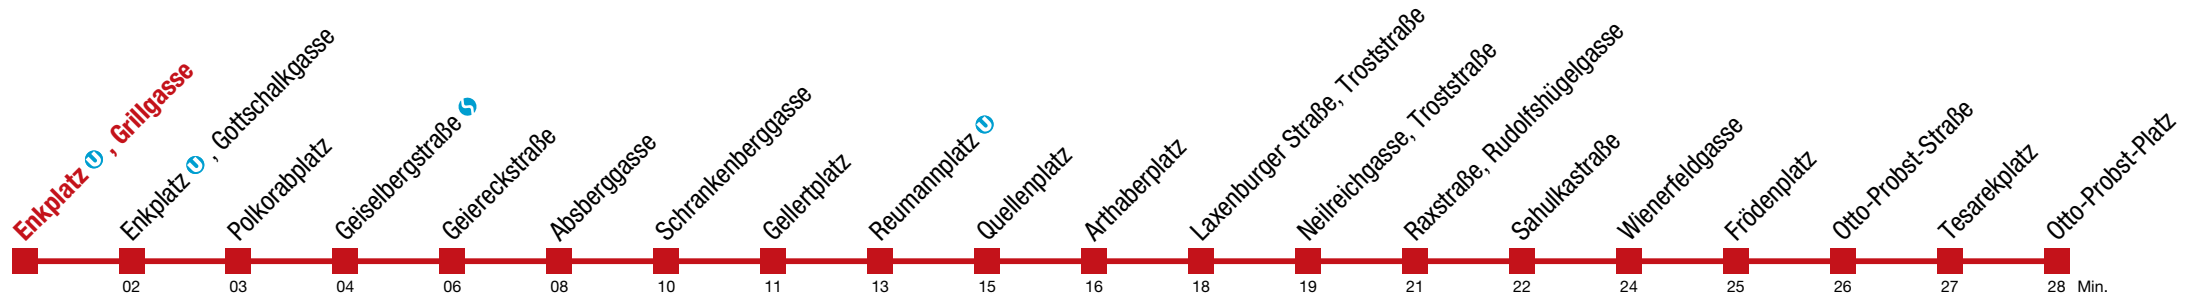 Enkplatz U , Grillgasse
Enkplatz U , Gottschalkgasse
Polkorabplatz
Geiselbergstraße S
Geiereckstraße
Absberggasse
Schrankenberggasse
Gellertplatz
Reumannplatz U
Quellenplatz
Arthaberplatz
Laxenburger Straße, Troststraße
Neilreichgasse, Troststraße
Raxstraße, Rudolfshügelgasse
Sahulkastraße
Wienerfeldgasse
Frödenplatz
Otto-Probst-Straße
Tesarekplatz
Otto-Probst-Platz
02 03 04 06 08 10 11 13 15 16 18 19 21 22 24 25 26 27 28 Min.